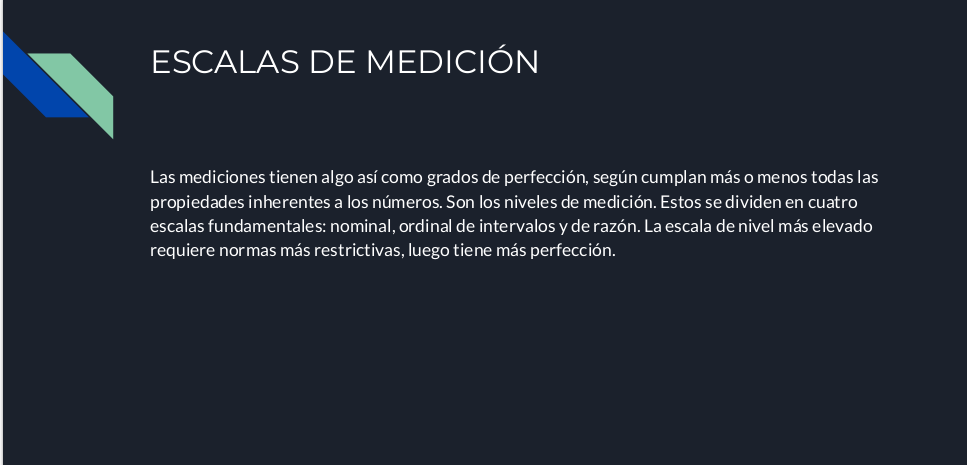 ESCALAS DE MEDICIÓN
Las mediciones tienen algo así como grados de perfección, según cumplan más o menos todas las
propiedades inherentes a los números. Son los niveles de medición. Estos se dividen en cuatro
escalas fundamentales: nominal, ordinal de intervalos y de razón. La escala de nivel más elevado
requiere normas más restrictivas, luego tiene más perfección.